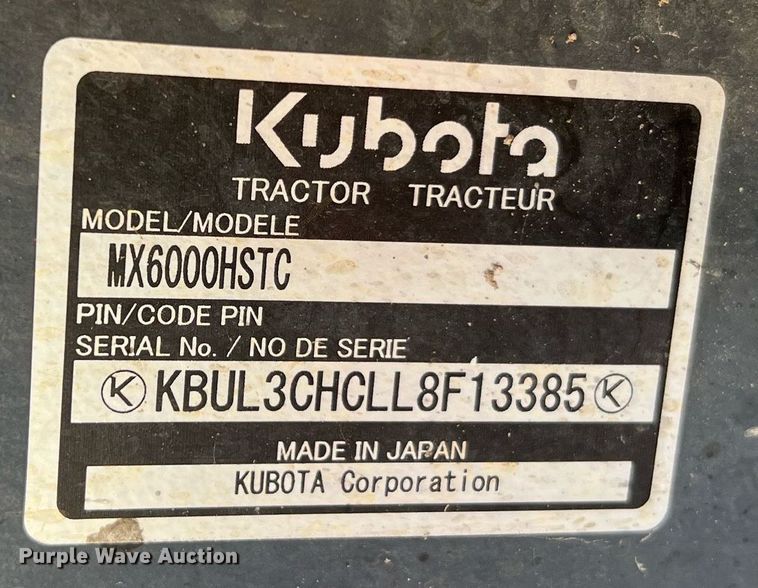 Kubota
TRACTOR TRACTEUR
MODEL/MODELE
MX6000HSTC
PIN/CODE PIN
SERIAL No. / NO DE SERIE
K KBUL3CHCLL8F13385 K
MADE IN JAPAN
KUBOTA Corporation
Purple Wave Auction